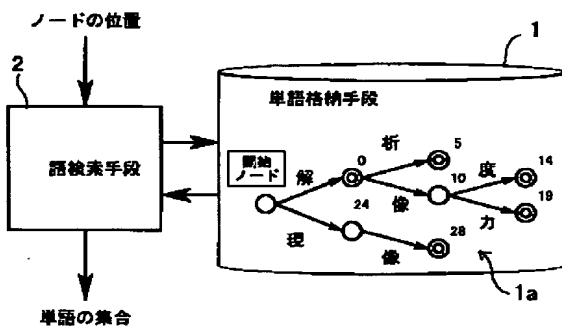 ノードの位置
2
語検索手段
単語の集合
1
単語格納手段
開始
ノード
解
現
0
24
析
像
像
5
10
28
度
力
14
19
1a